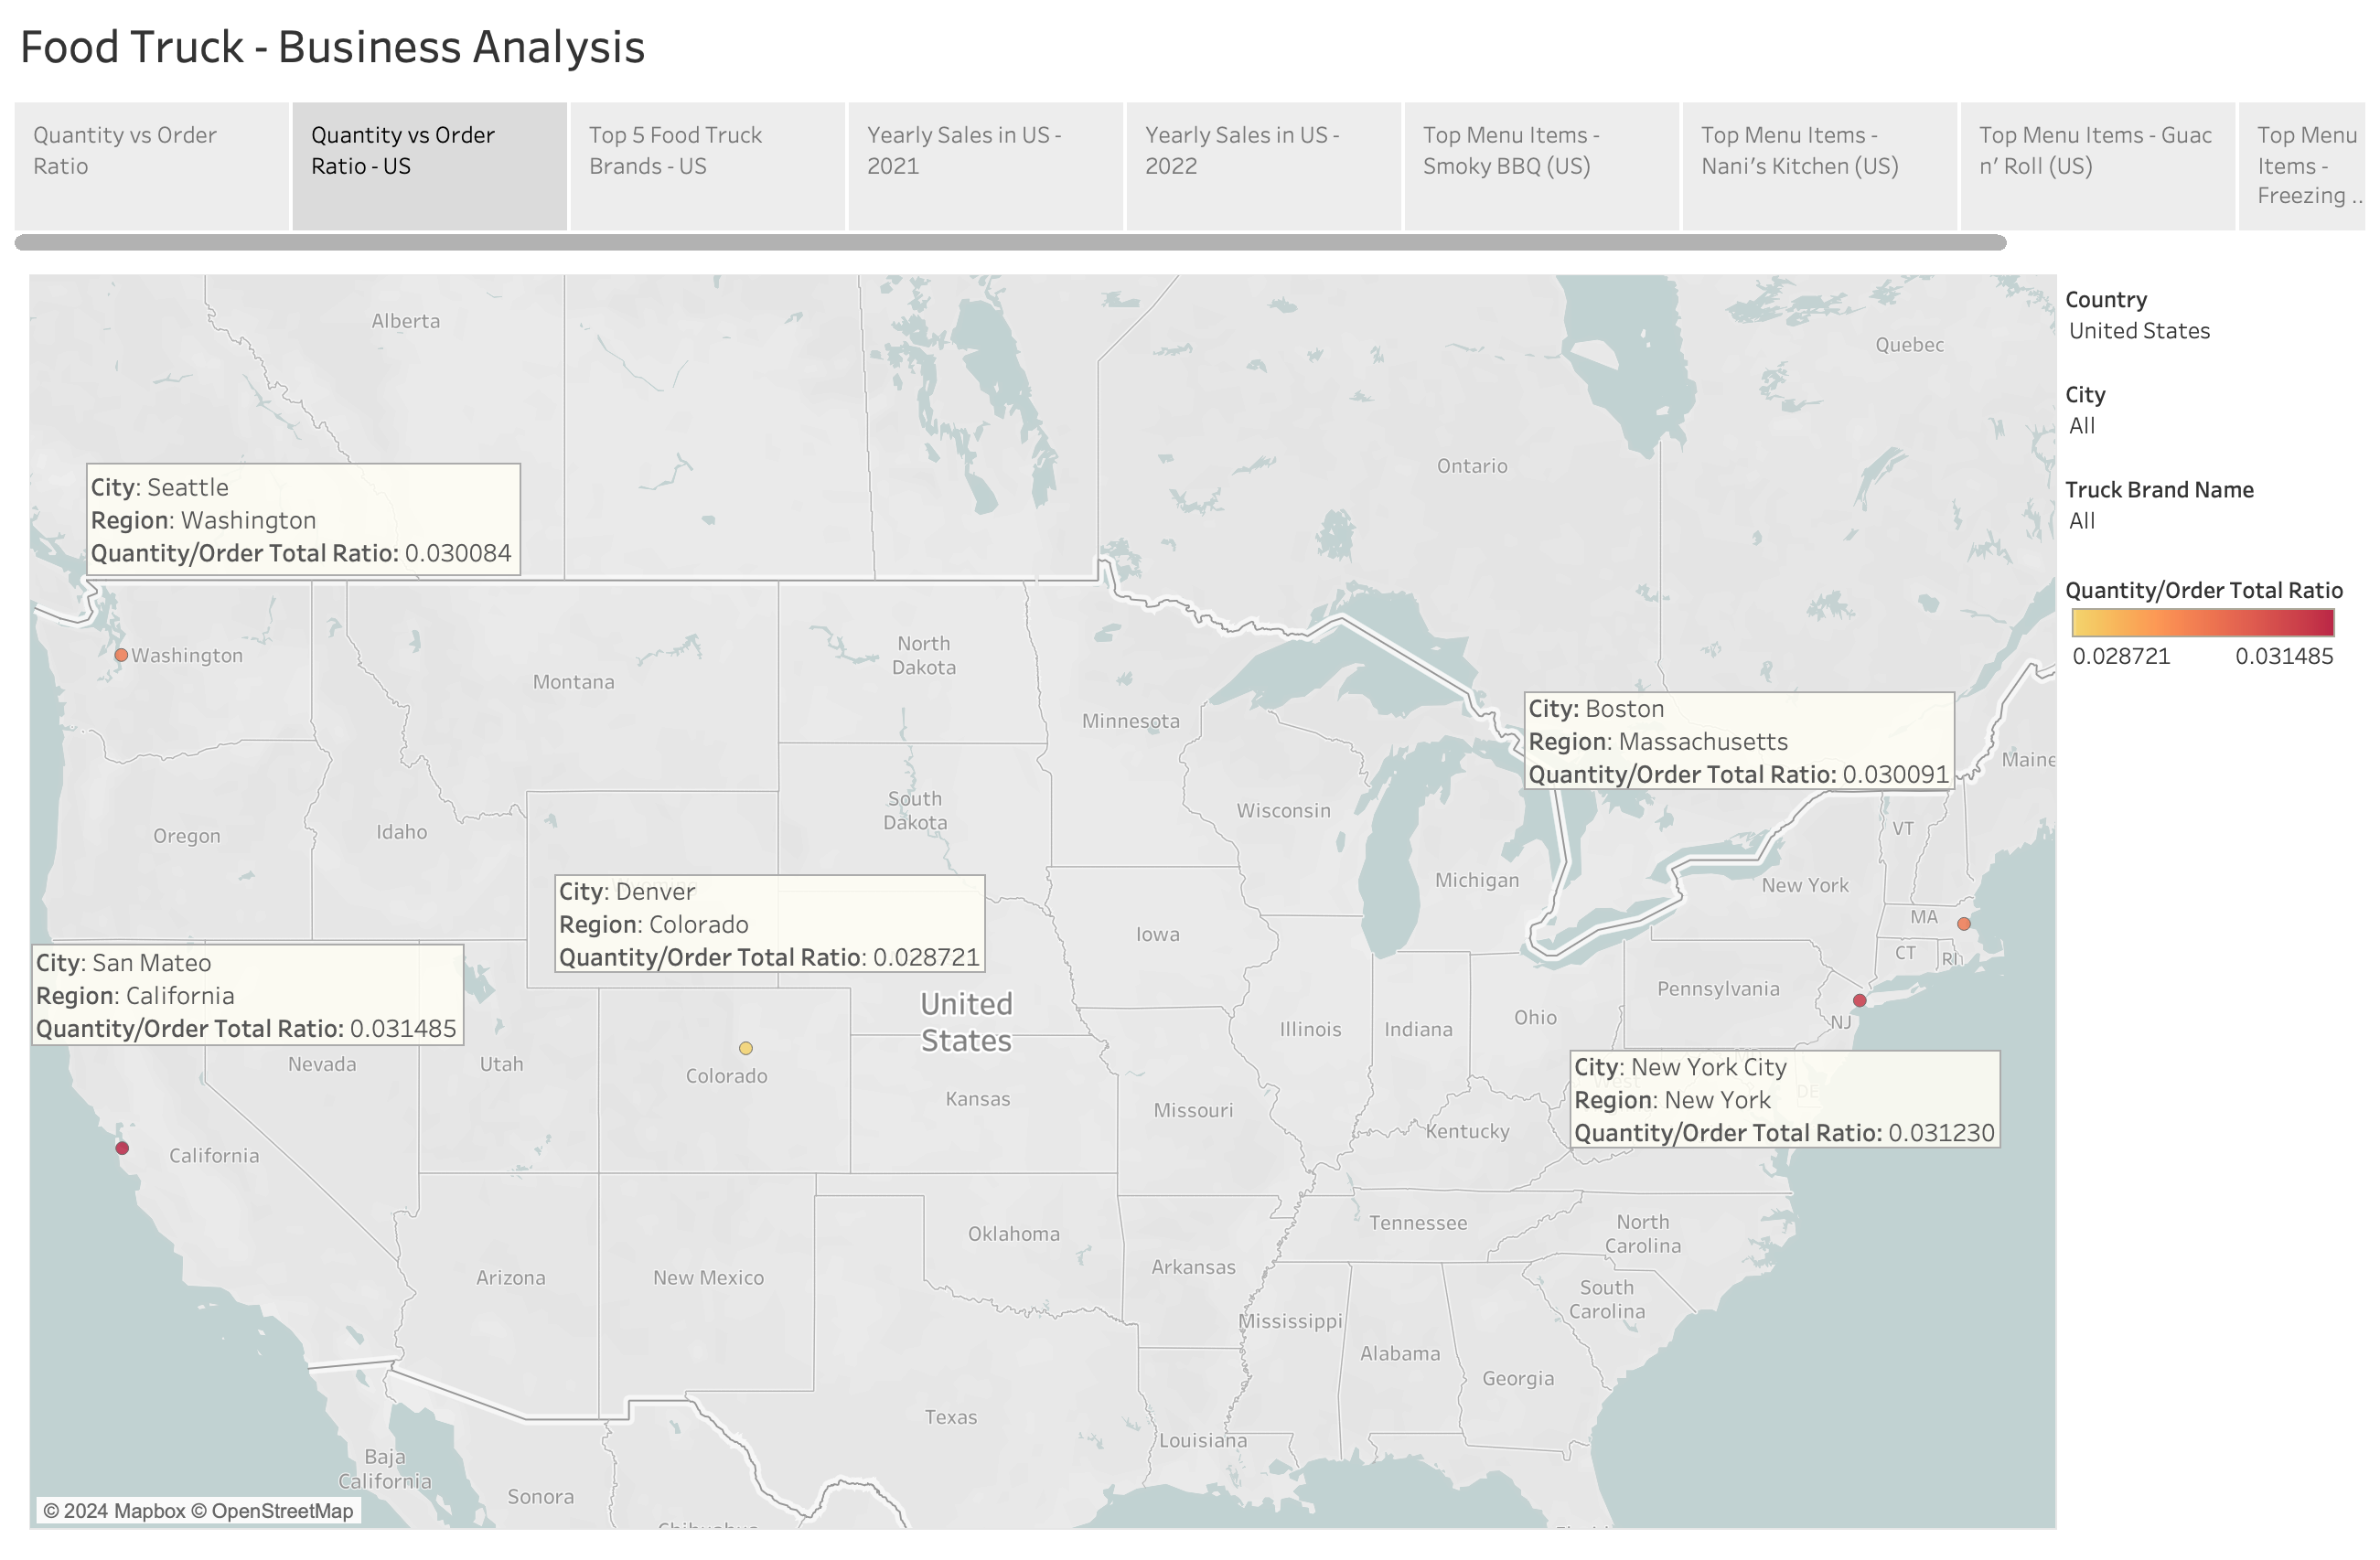 Food Truck - Business Analysis
Quantity vs Order
Ratio
Quantity vs Order
Ratio - US
Top 5 Food Truck
Brands - US
Yearly Sales in US -
2021
Yearly Sales in US -
2022
Top Menu Items -
Smoky BBQ (US)
Top Menu Items -
Nani’s Kitchen (US)
Top Menu Items - Guac
n’ Roll (US)
Top Menu
Items -
Freezing ..
Country
United States
City
All
Truck Brand Name
All
Quantity/Order Total Ratio
0.028721 0.031485
Alberta
Quebec
Ontario
City: Seattle
Region: Washington
Quantity/Order Total Ratio: 0.030084
Washington
Montana
North
Dakota
Minnesota
City: Boston
Region: Massachusetts
Quantity/Order Total Ratio: 0.030091
Maine
Oregon
Idaho
South
Dakota
Wisconsin
Michigan
VT
New York
MA
CT
RI
City: Denver
Region: Colorado
Quantity/Order Total Ratio: 0.028721
Iowa
City: San Mateo
Region: California
Quantity/Order Total Ratio: 0.031485
United
States
Nevada
Utah
Colorado
Kansas
Illinois
Indiana
Ohio
Pennsylvania
NJ
City: New York City
Region: New York
Quantity/Order Total Ratio: 0.031230
West
DE
California
Missouri
Kentucky
Arizona
New Mexico
Oklahoma
Arkansas
Tennessee
North
Carolina
South
Carolina
Mississippi
Alabama
Georgia
Texas
Louisiana
Baja
California
Sonora
© 2024 Mapbox © OpenStreetMap